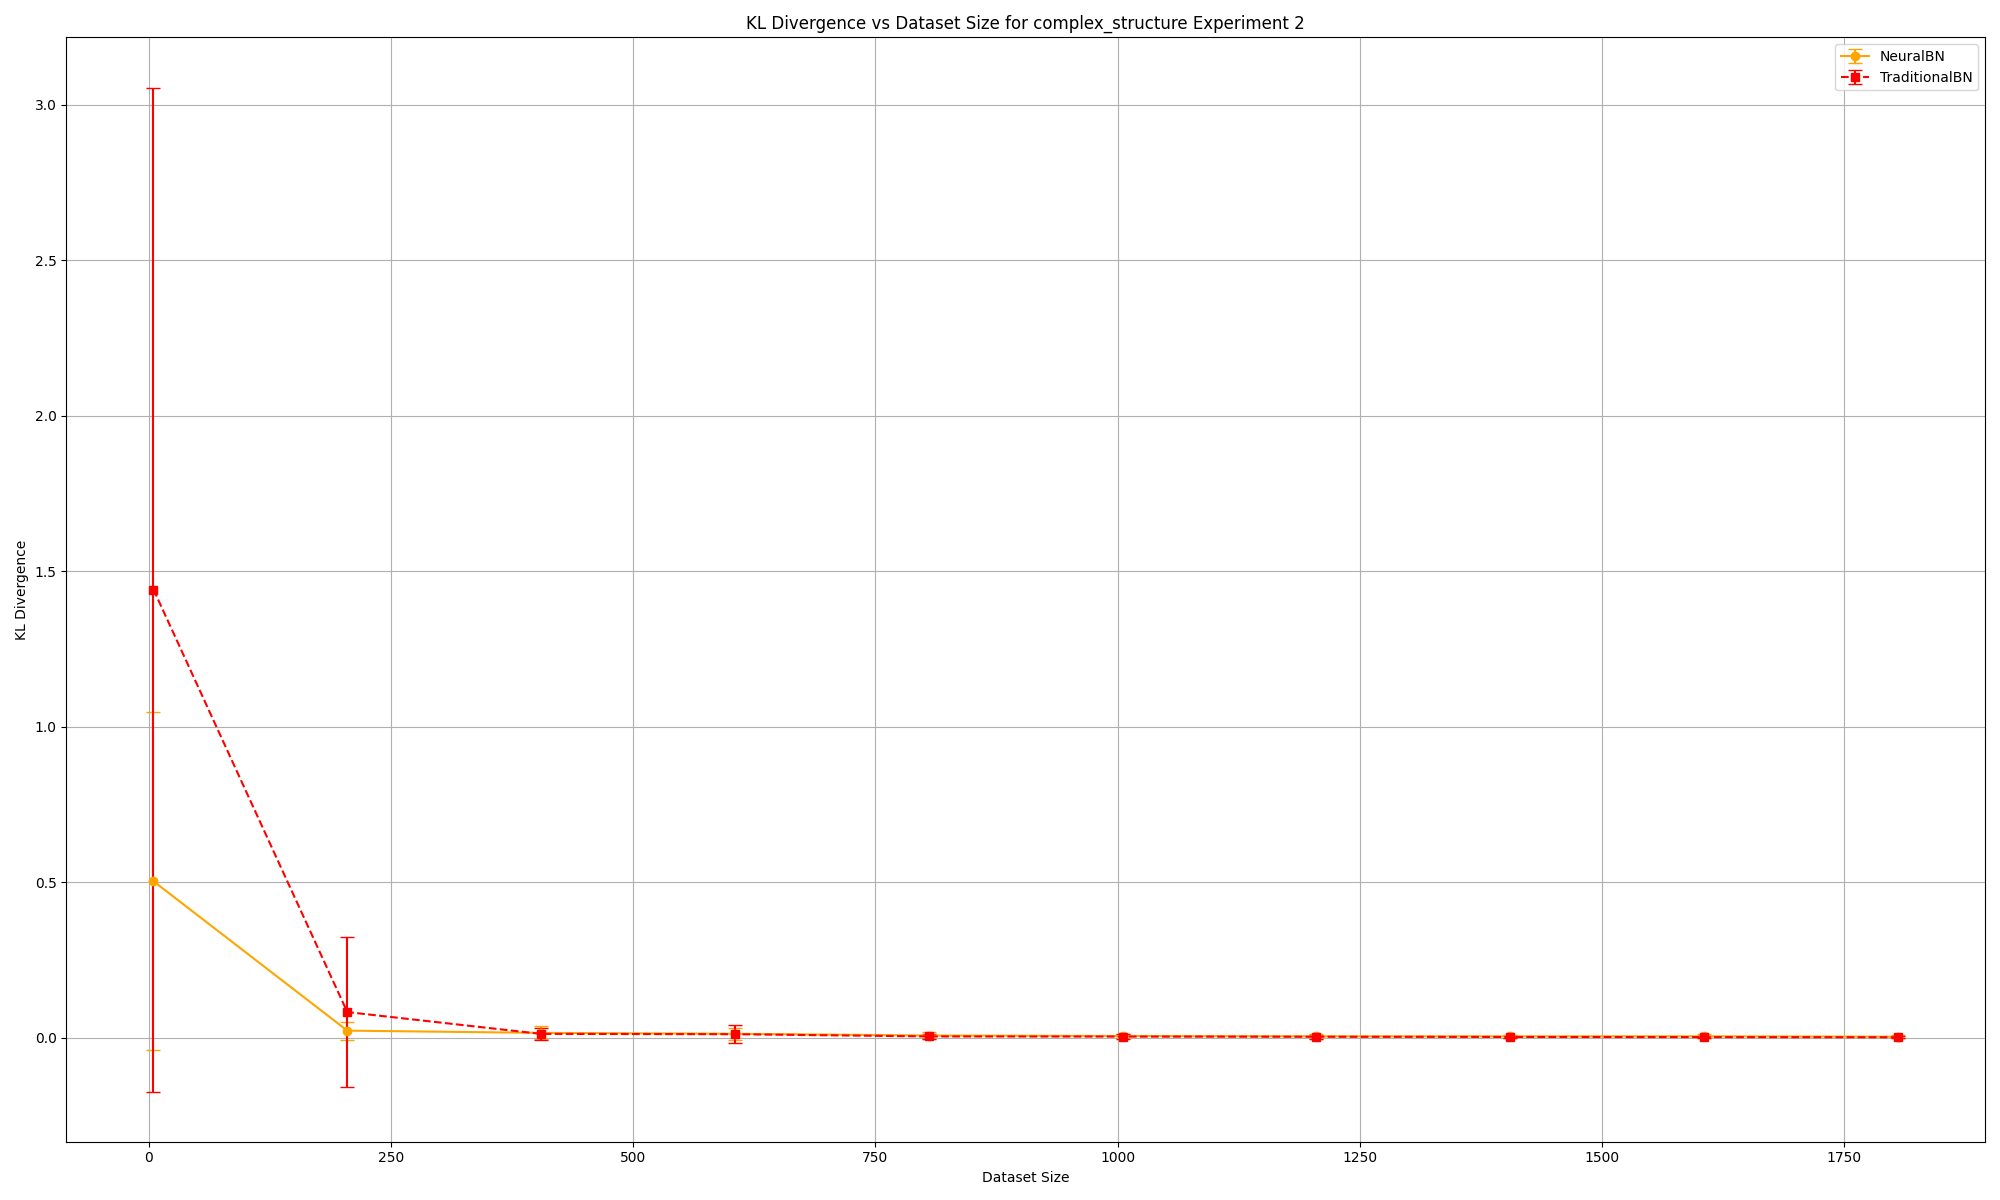 KL Divergence vs Dataset Size for complex_structure Experiment 2
NeuralBN
TraditionalBN
KL Divergence
3.0
2.5
2.0
1.5
1.0
0.5
0.0
0 250 500 750 1000 1250 1500 1750
Dataset Size